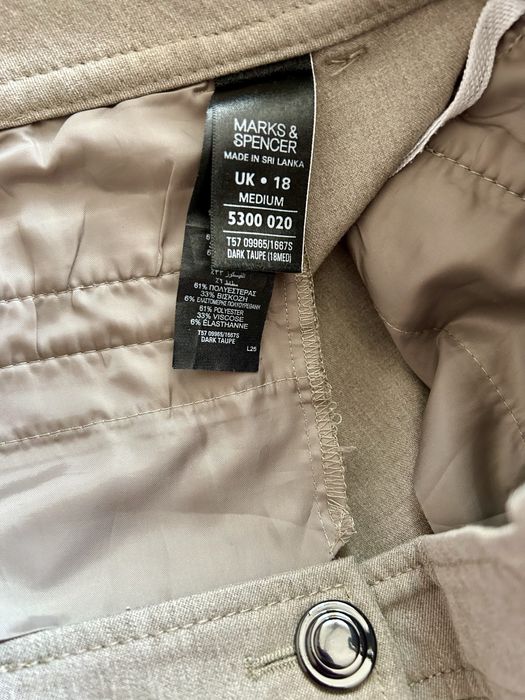 MARKS &
SPENCER
MADE IN SRI LANKA
UK • 18
MEDIUM
5300 020
T57 09965/1667S
DARK TAUPE (18MED)
61% ПОЛУЕСТЕРАΣ
33% ΒΙΣΚΟΖΗ
61% POLYESTER
33% VISCOSE
6% ELASTHANNE
T57 09965/1667S
DARK TAUPE
L25